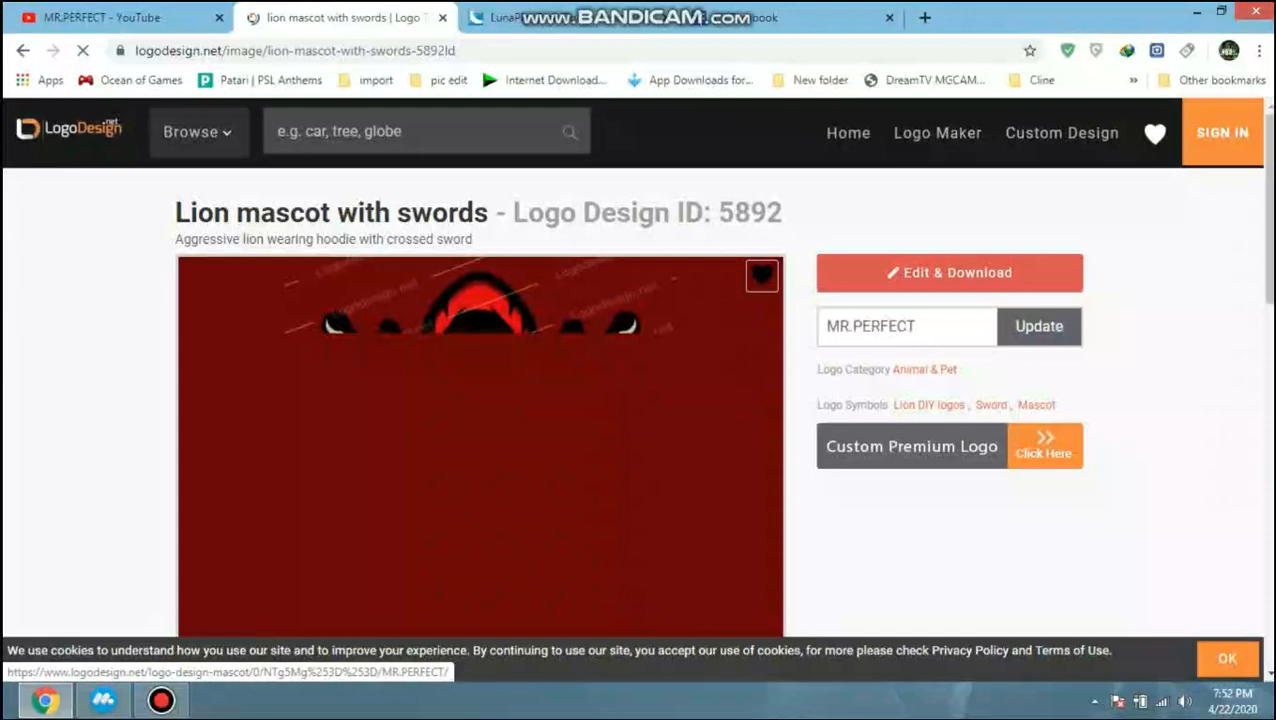 MR.PERFECT - YouTube
lion mascot with swords | Logo T
LunaP
www.BANDICAM.com
ook
logodesign.net/image/lion-mascot-with-swords-5892ld
Apps
Ocean of Games
Patari | PSL Anthems
import
pic edit
Internet Download...
App Downloads for...
New folder
DreamTV MGCAM...
Cline
Other bookmarks
LogoDesign.net
Browse
e.g. car, tree, globe
Home
Logo Maker
Custom Design
SIGN IN
Lion mascot with swords - Logo Design ID: 5892
Aggressive lion wearing hoodie with crossed sword
Edit & Download
MR.PERFECT
Update
Logo Category Animal & Pet
Logo Symbols Lion DIY logos , Sword , Mascot
Custom Premium Logo
Click Here
We use cookies to understand how you use our site and to improve your experience. By continuing to use our site, you accept our use of cookies, for more please check Privacy Policy and Terms of Use.
OK
https://www.logodesign.net/logo-design-mascot/0/NTg5Mg%253D%253D/MR.PERFECT/
7:52 PM
4/22/2020